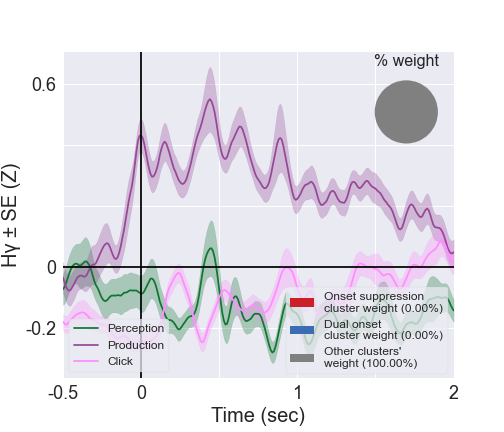 % weight
0.6
0
-0.2
Hγ ± SE (Z)
Perception
Production
Click
Onset suppression
cluster weight (0.00%)
Dual onset
cluster weight (0.00%)
Other clusters'
weight (100.00%)
-0.5
0
1
2
Time (sec)